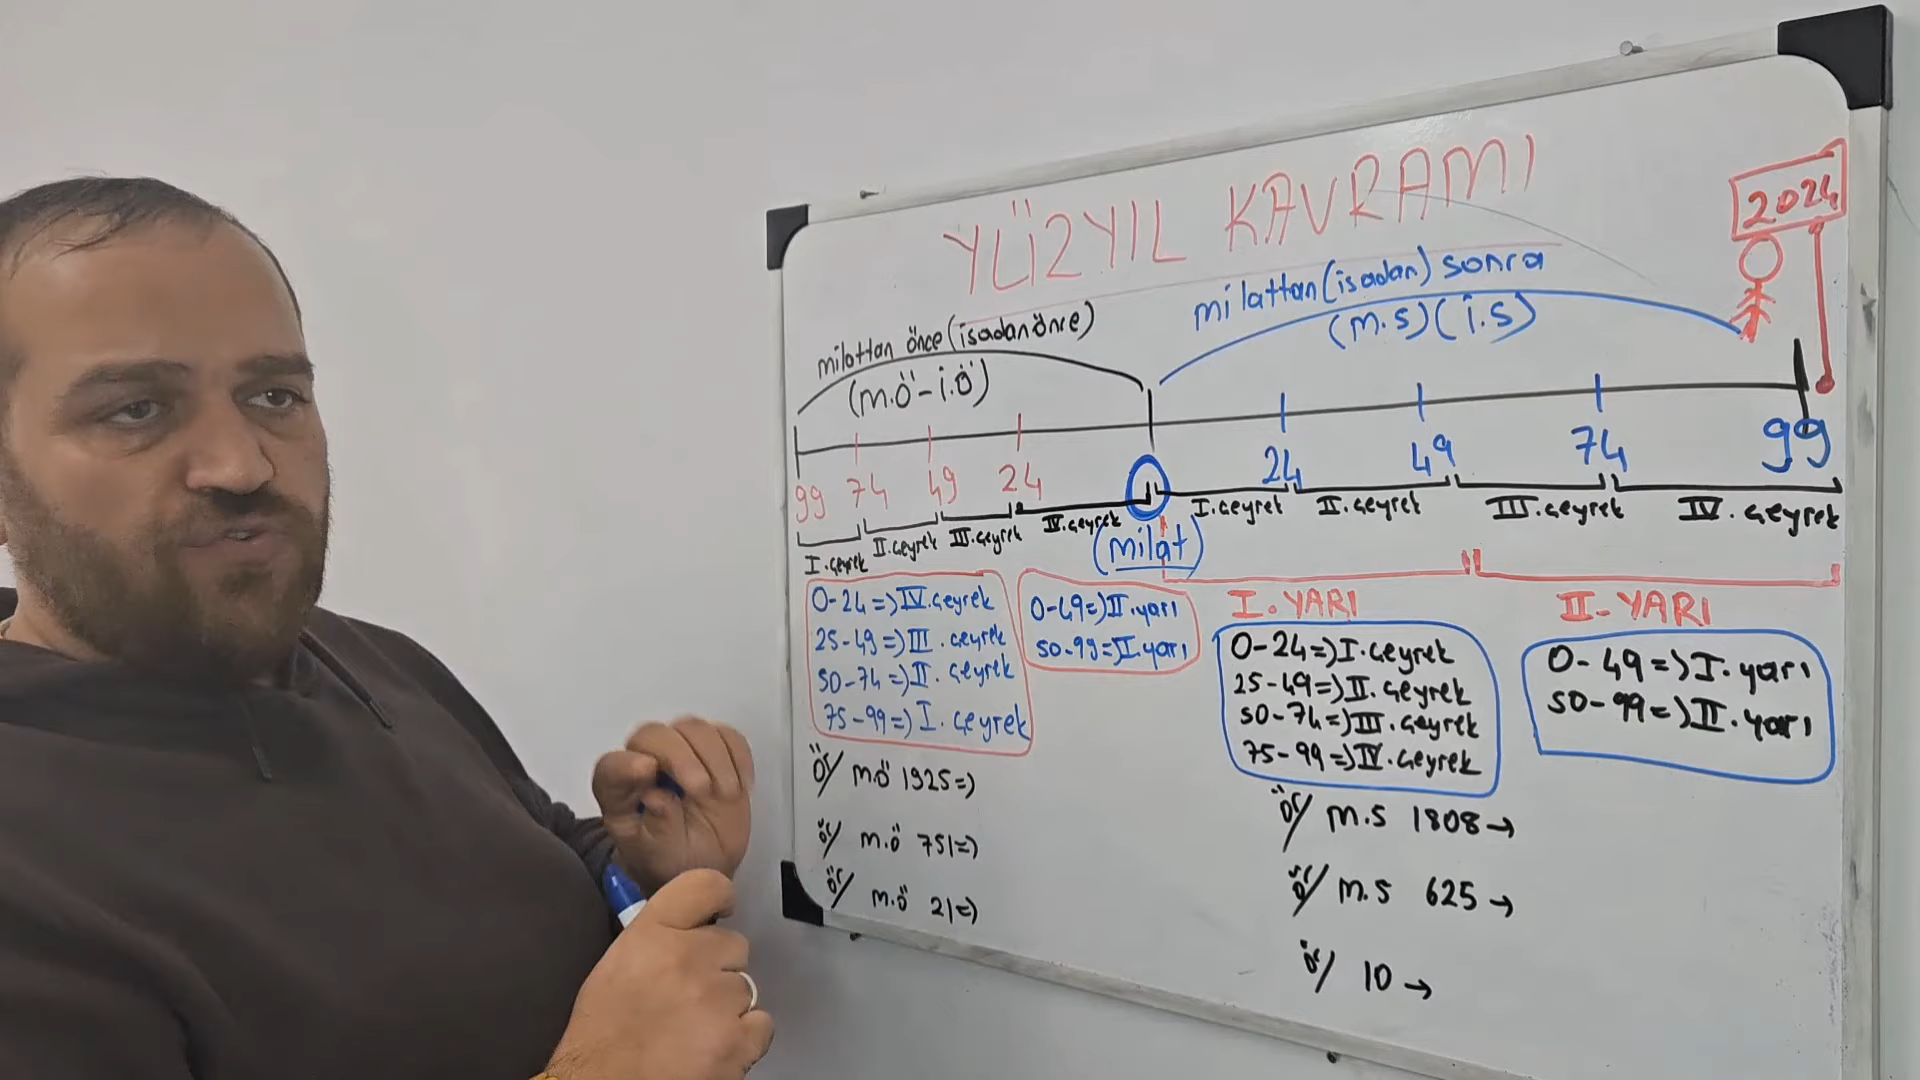 YÜZYIL KAVRAMI
2024
milattan önce (isadan önce)
(m.ö - i.ö)
milattan (isadan) sonra
(m.s) (i.s)
99 74 49 24
24 49 74 99
I. çeyrek II. çeyrek III. çeyrek IV. çeyrek
(milat)
I. çeyrek II. çeyrek III. çeyrek IV. çeyrek
0-24=> IV. çeyrek
25-49=> III. çeyrek
50-74=> II. çeyrek
75-99=> I. çeyrek
0-49=> II. yarı
50-99=> I. yarı
I. YARI
II. YARI
0-24=> I. çeyrek
25-49=> II. çeyrek
50-74=> III. çeyrek
75-99=> IV. çeyrek
0-49=> I. yarı
50-99=> II. yarı
ör/ m.ö 1925=>
ör/ m.ö 751=>
ör/ m.ö 21=>
ör/ m.s 1808→
ör/ m.s 625→
ör/ 10→